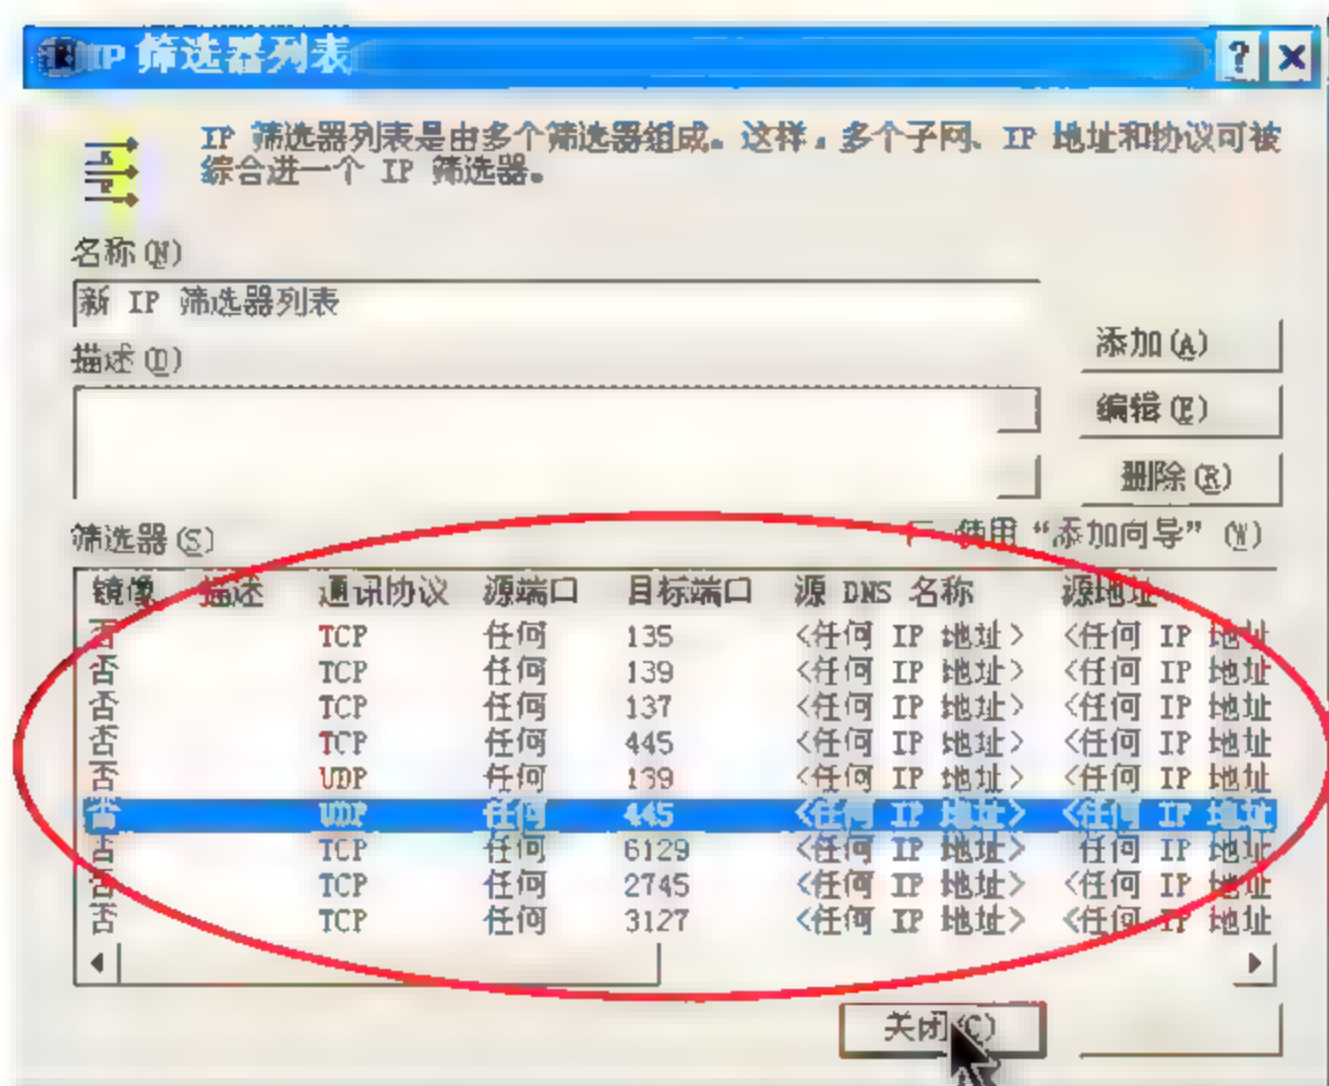 IP 筛选器列表
IP 筛选器列表是由多个筛选器组成。这样，多个子网、IP 地址和协议可被
综合进一个 IP 筛选器。
名称(N)
新 IP 筛选器列表
描述(D)
添加(A)
编辑(E)
删除(R)
筛选器(S)
使用“添加向导”(W)
镜像 描述 通讯协议 源端口 目标端口 源 DNS 名称 源地址
否 TCP 任何 135 <任何 IP 地址> <任何 IP 地址
否 TCP 任何 139 <任何 IP 地址> <任何 IP 地址
否 TCP 任何 137 <任何 IP 地址> <任何 IP 地址
否 TCP 任何 445 <任何 IP 地址> <任何 IP 地址
否 UDP 任何 139 <任何 IP 地址> <任何 IP 地址
否 UDP 任何 445 <任何 IP 地址> <任何 IP 地址
否 TCP 任何 6129 <任何 IP 地址> <任何 IP 地址
否 TCP 任何 2745 <任何 IP 地址> <任何 IP 地址
否 TCP 任何 3127 <任何 IP 地址> <任何 IP 地址
关闭(C)